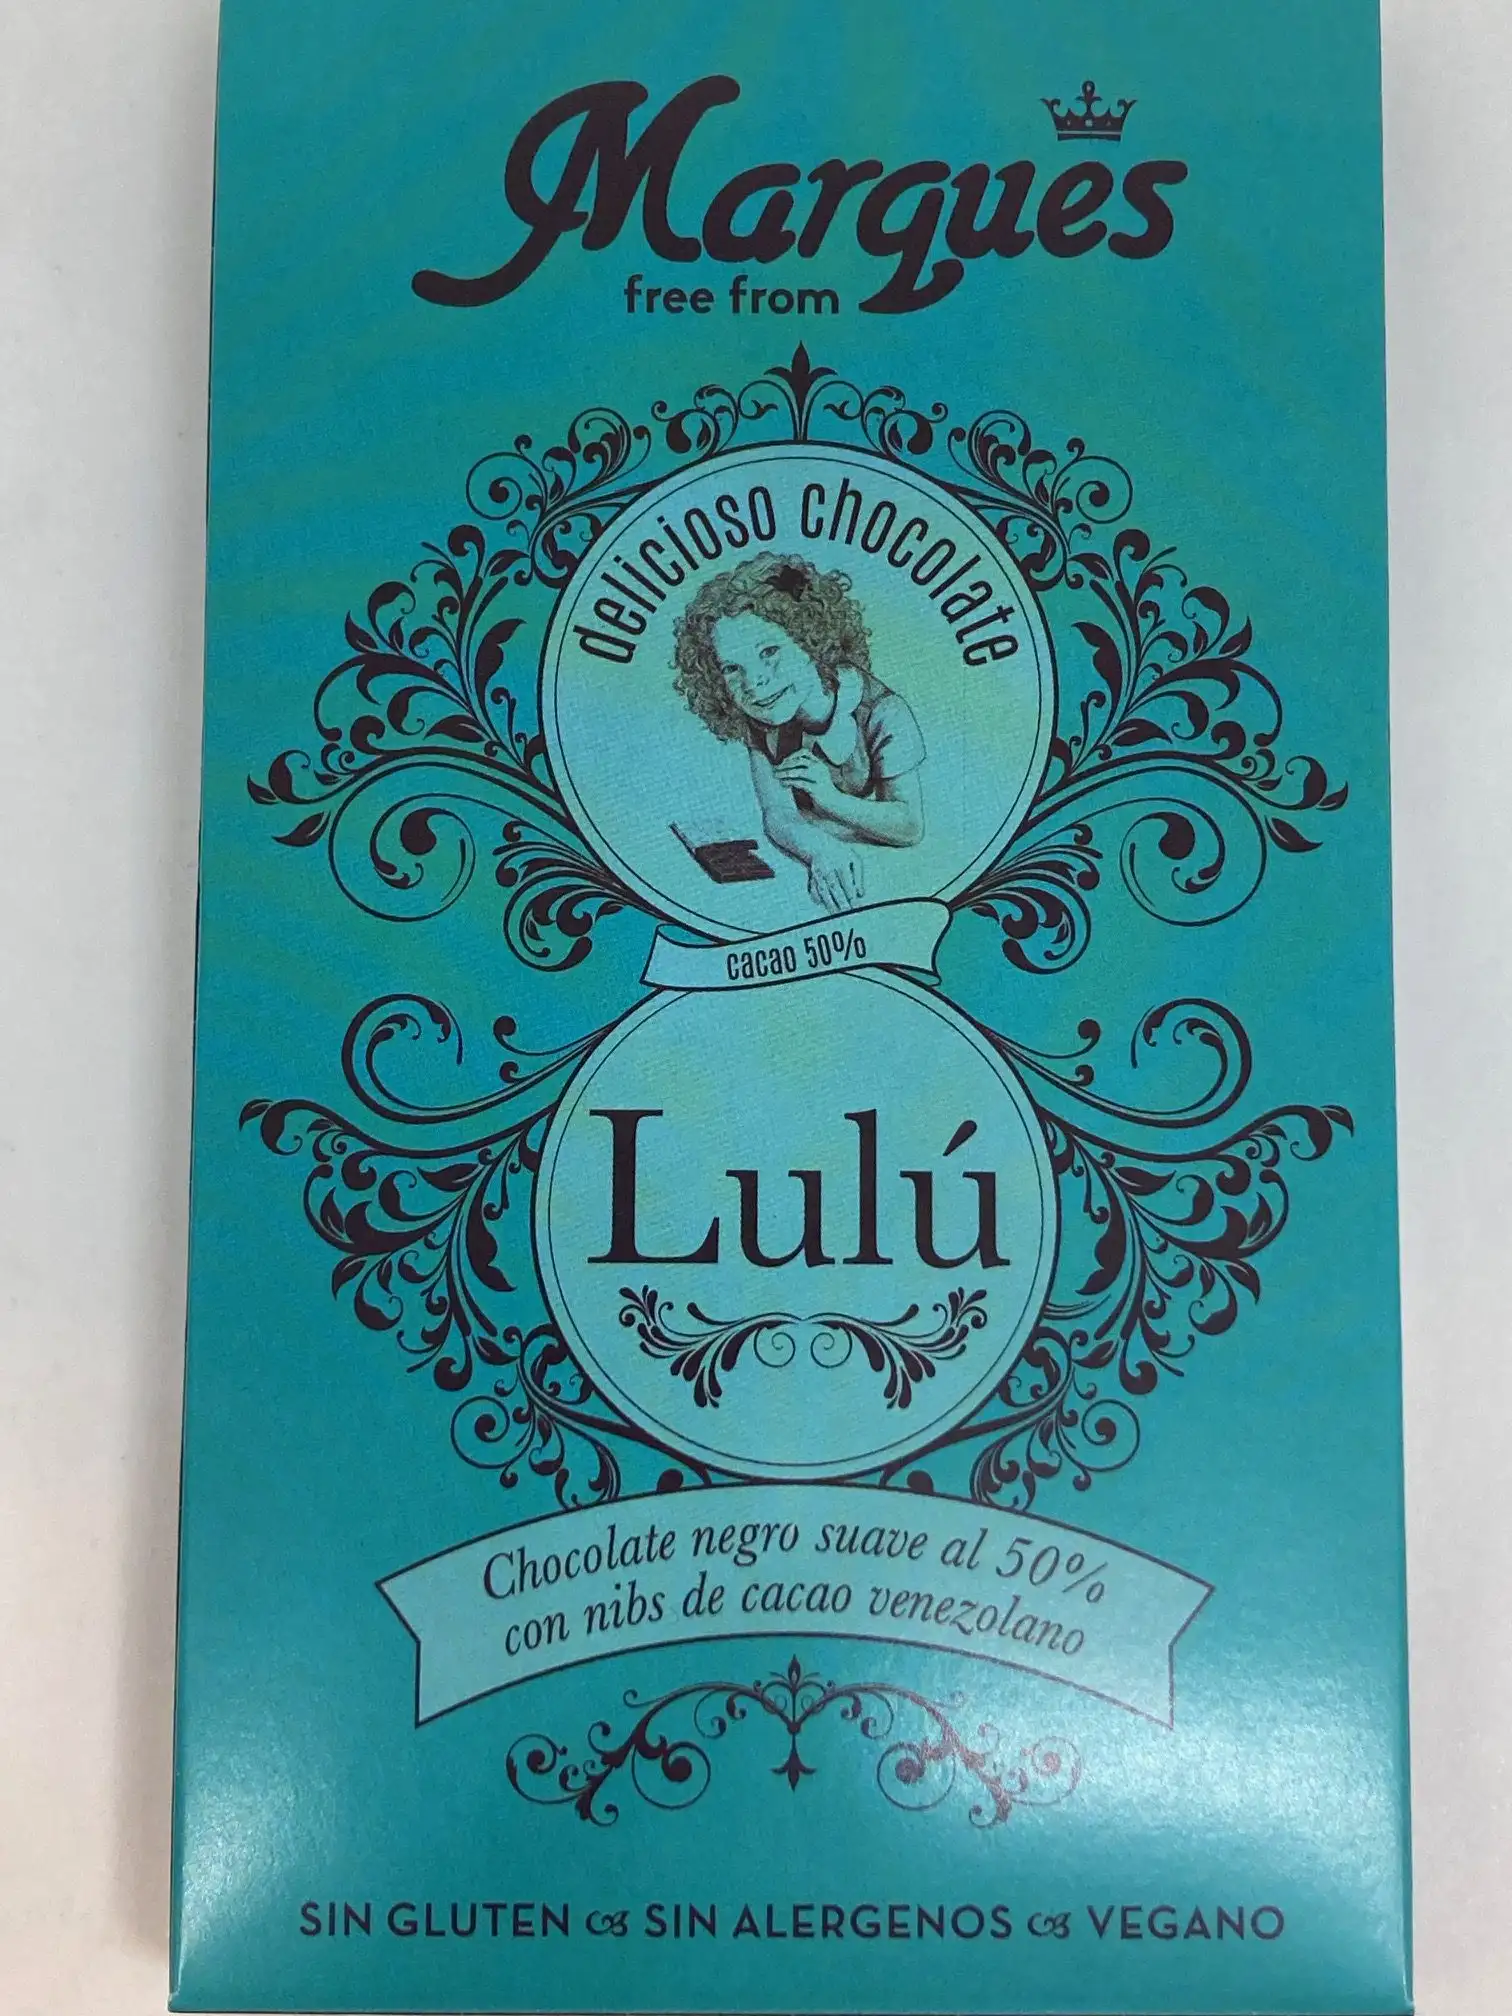 Marqués
free from
delicioso chocolate
cacao 50%
Lulú
Chocolate negro suave al 50%
con nibs de cacao venezolano
SIN GLUTEN SIN ALERGENOS VEGANO